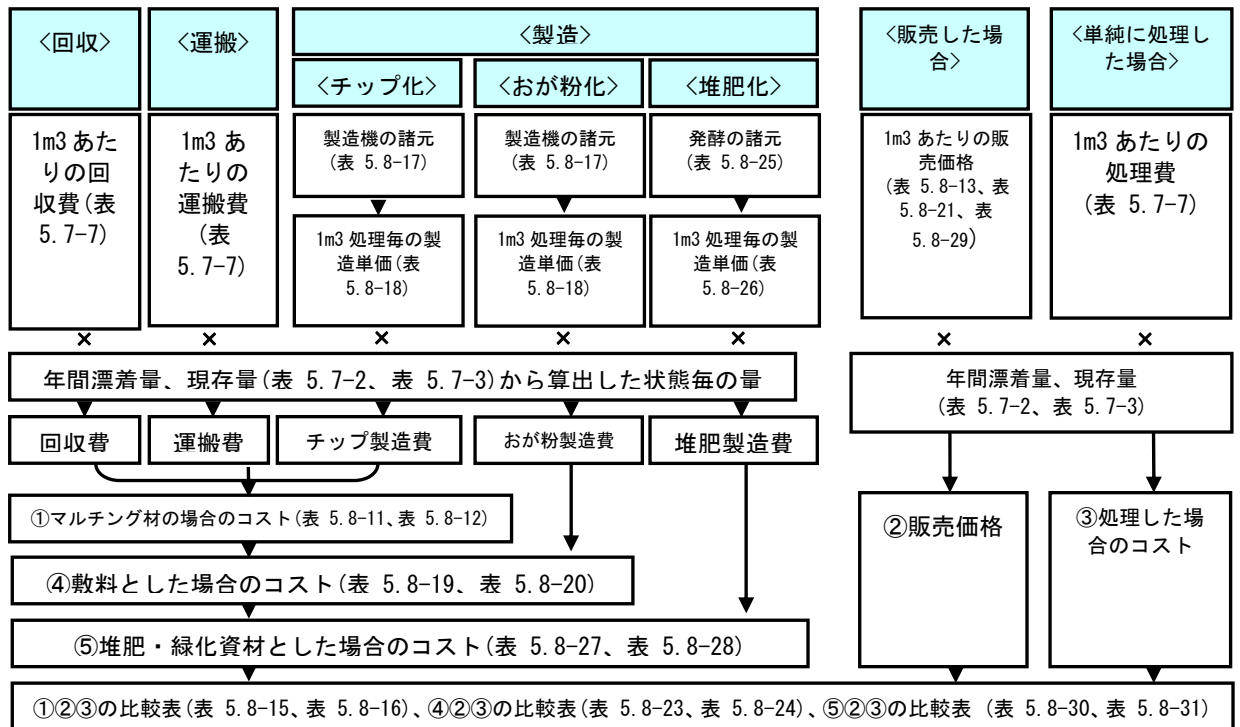 〈回収〉
〈運搬〉
〈製造〉
〈チップ化〉
〈おが粉化〉
〈堆肥化〉
〈販売した場
合〉
〈単純に処理し
た場合〉
1m3 あた
りの回
収費(表
5.7-7)
1m3 あ
たりの
運搬費
(表
5.7-7)
製造機の諸元
(表 5.8-17)
製造機の諸元
(表 5.8-17)
発酵の諸元
(表 5.8-25)
1m3 処理毎の製
造単価(表
5.8-18)
1m3 処理毎の製
造単価(表
5.8-18)
1m3 処理毎の製
造単価(表
5.8-26)
1m3 あたりの販
売価格
(表 5.8-13、表
5.8-21、表
5.8-29)
1m3 あたりの
処理費
(表 5.7-7)
× × × × × × ×
年間漂着量、現存量(表 5.7-2、表 5.7-3)から算出した状態毎の量
年間漂着量、現存量
(表 5.7-2、表 5.7-3)
回収費
運搬費
チップ製造費
おが粉製造費
堆肥製造費
①マルチング材の場合のコスト(表 5.8-11、表 5.8-12)
②販売価格
③処理した場
合のコスト
④敷料とした場合のコスト(表 5.8-19、表 5.8-20)
⑤堆肥・緑化資材とした場合のコスト(表 5.8-27、表 5.8-28)
①②③の比較表(表 5.8-15、表 5.8-16)、④②③の比較表(表 5.8-23、表 5.8-24)、⑤②③の比較表 (表 5.8-30、表 5.8-31)